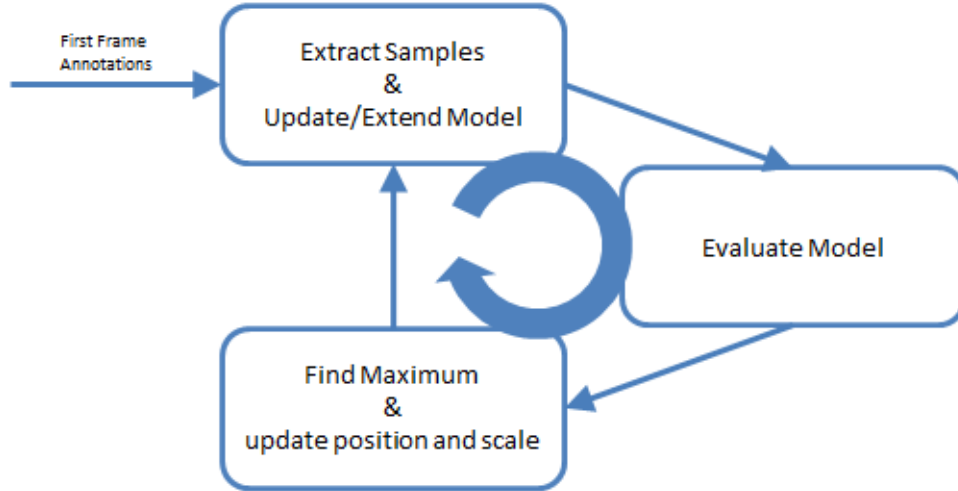 First Frame
Annotations
Extract Samples
&
Update/Extend Model
Evaluate Model
Find Maximum
&
update position and scale